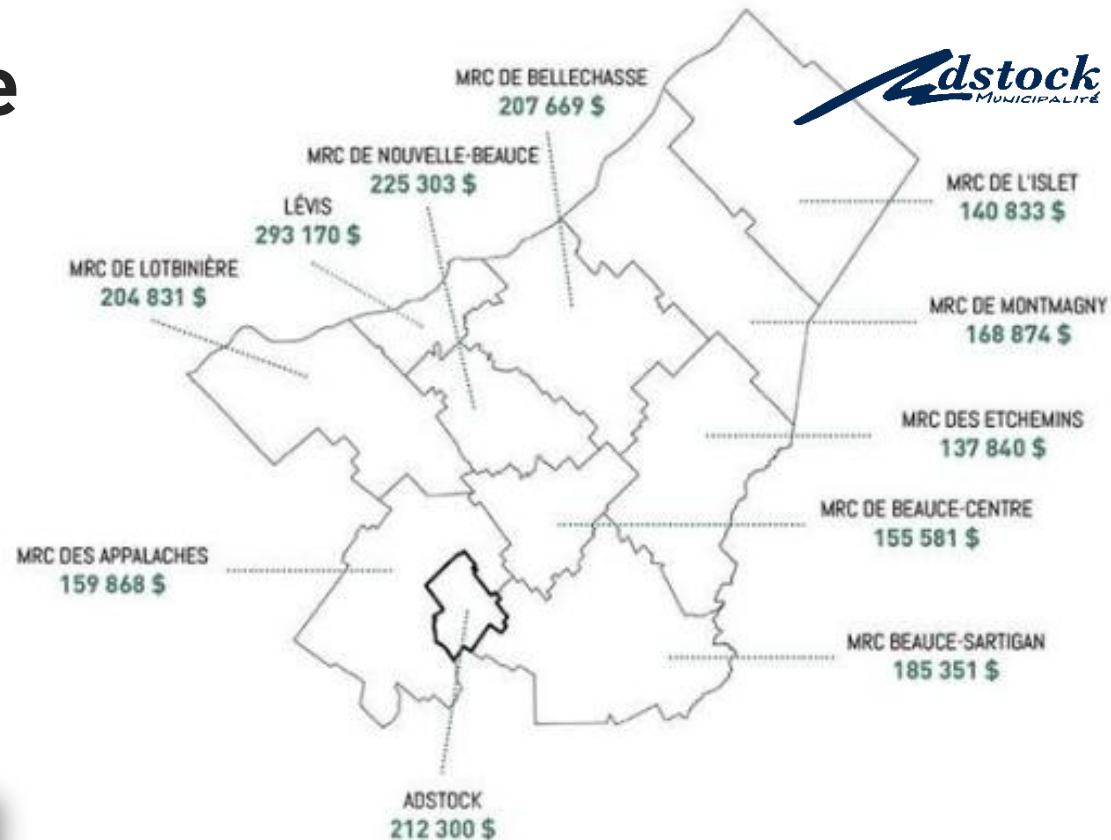 e
Adstock
MUNICIPALITÉ
MRC DE BELLECHASSE
207 669 $
MRC DE NOUVELLE-BEAUCE
225 303 $
LÉVIS
293 170 $
MRC DE LOTBINIÈRE
204 831 $
MRC DE L'ISLET
140 833 $
MRC DE MONTMAGNY
168 874 $
MRC DES ETCHEMINS
137 840 $
MRC DE BEAUCE-CENTRE
155 581 $
MRC DES APPALACHES
159 868 $
MRC BEAUCE-SARTIGAN
185 351 $
ADSTOCK
212 300 $